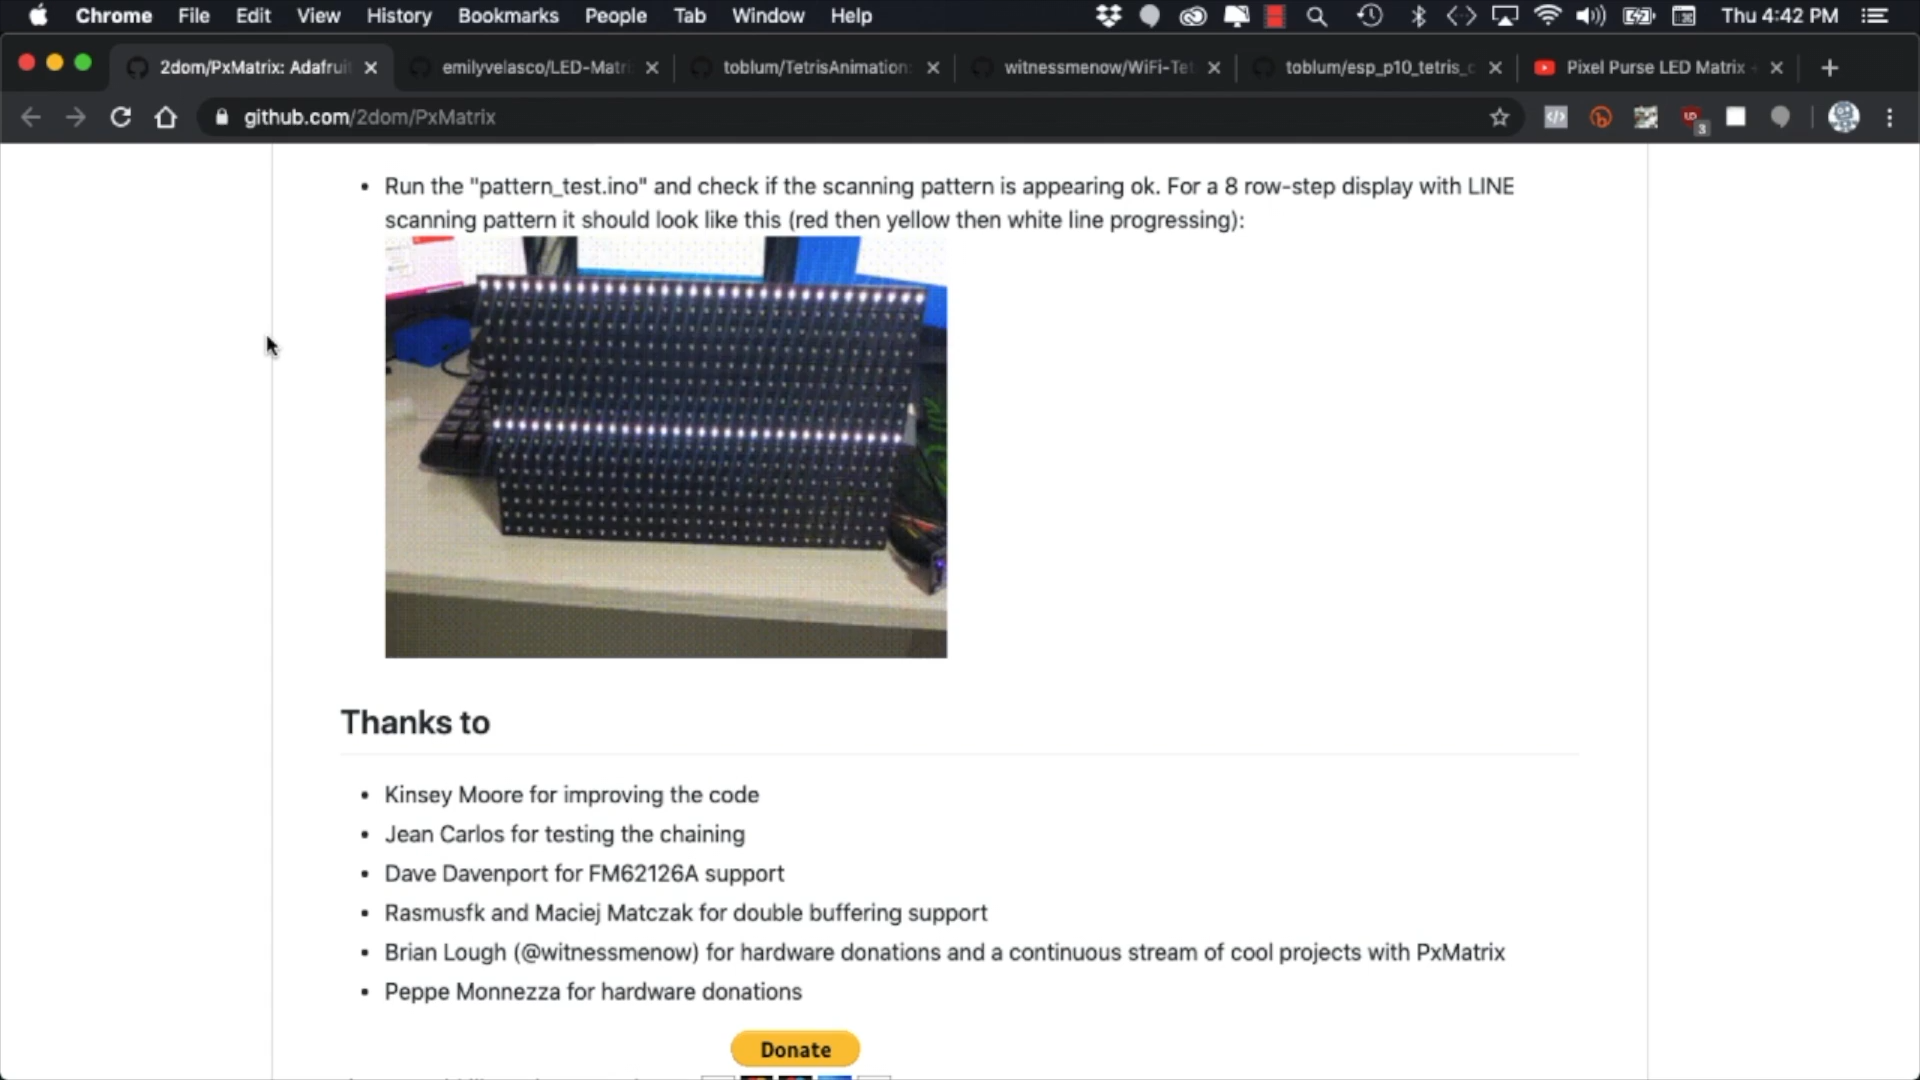 Chrome File Edit View History Bookmarks People Tab Window Help Thu 4:42 PM
2dom/PxMatrix: Adafruit emilyvelasco/LED-Matri toblum/TetrisAnimation: witnessmenow/WiFi-Tet toblum/esp_p10_tetris_c Pixel Purse LED Matrix -
github.com/2dom/PxMatrix 3
• Run the "pattern_test.ino" and check if the scanning pattern is appearing ok. For a 8 row-step display with LINE
scanning pattern it should look like this (red then yellow then white line progressing):
Thanks to
• Kinsey Moore for improving the code
• Jean Carlos for testing the chaining
• Dave Davenport for FM62126A support
• Rasmusfk and Maciej Matczak for double buffering support
• Brian Lough (@witnessmenow) for hardware donations and a continuous stream of cool projects with PxMatrix
• Peppe Monnezza for hardware donations
Donate